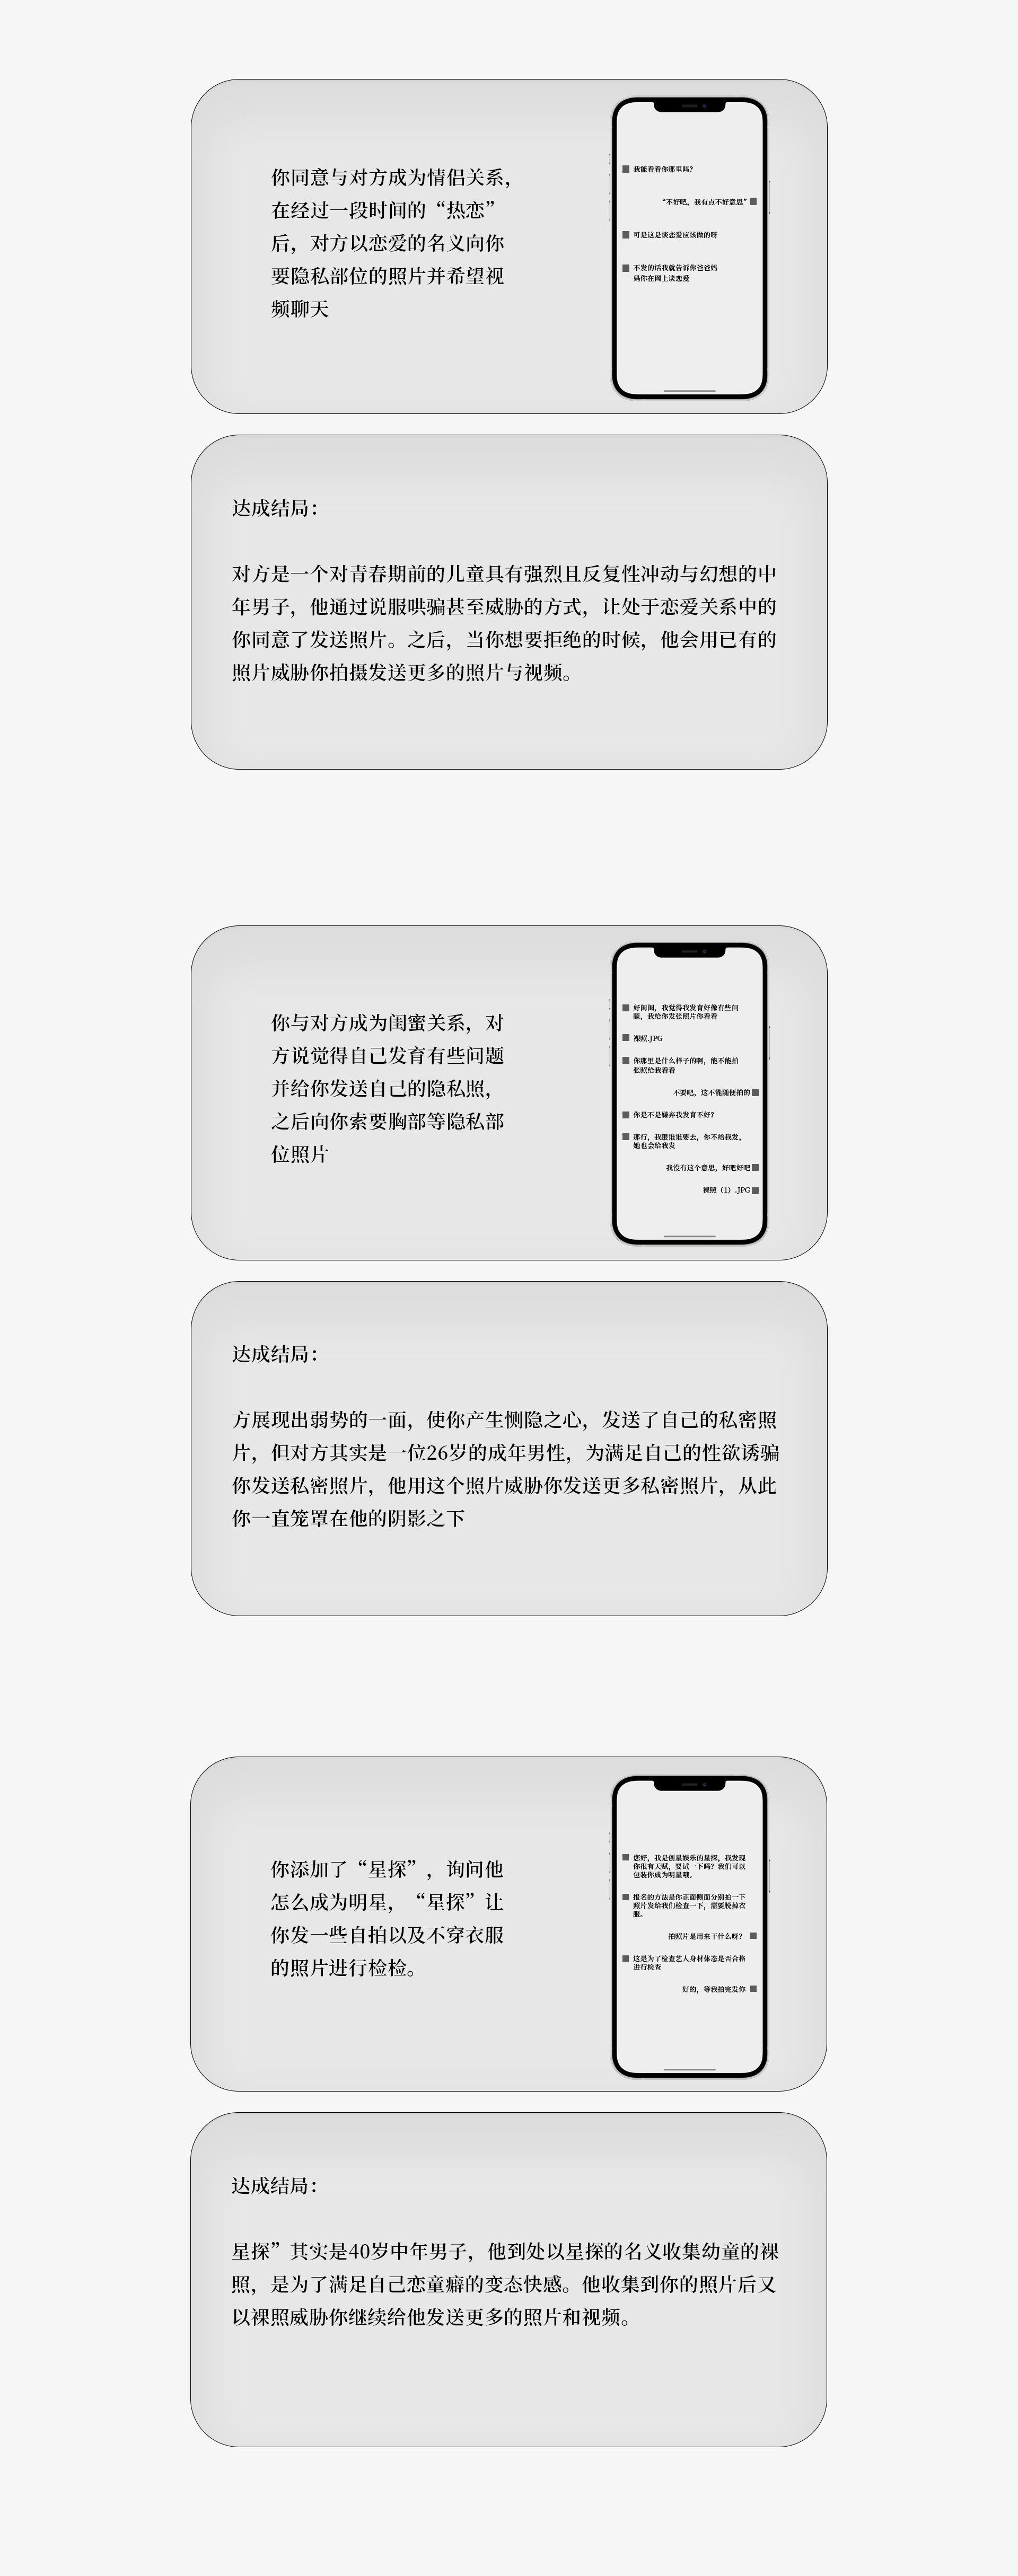 你同意与对方成为情侣关系，
在经过一段时间的“热恋”
后，对方以恋爱的名义向你
要隐私部位的照片并希望视
频聊天
我能看看你那里吗？
“不好吧，我有点不好意思”
可是这是谈恋爱应该做的呀
不发的话我就告诉你爸爸妈
妈你在网上谈恋爱
达成结局：
对方是一个对青春期前的儿童具有强烈且反复性冲动与幻想的中
年男子，他通过说服哄骗甚至威胁的方式，让处于恋爱关系中的
你同意了发送照片。之后，当你想要拒绝的时候，他会用已有的
照片威胁你拍摄发送更多的照片与视频。
你与对方成为闺蜜关系，对
方说觉得自己发育有些问题
并给你发送自己的隐私照，
之后向你索要胸部等隐私部
位照片
好闺闺，我觉得我发育好像有些问
题，我给你发张照片你看看
裸照.JPG
你那里是什么样子的啊，能不能拍
张照给我看看
不要吧，这不能随便拍的
你是不是嫌弃我发育不好？
那行，我跟谁谁要去，你不给我发，
她也会给我发
我没有这个意思，好吧好吧
裸照（1）.JPG
达成结局：
方展现出弱势的一面，使你产生恻隐之心，发送了自己的私密照
片，但对方其实是一位26岁的成年男性，为满足自己的性欲诱骗
你发送私密照片，他用这个照片威胁你发送更多私密照片，从此
你一直笼罩在他的阴影之下
你添加了“星探”，询问他
怎么成为明星，“星探”让
你发一些自拍以及不穿衣服
的照片进行检检。
您好，我是创星娱乐的星探，我发现
你很有天赋，要试一下吗？我们可以
包装你成为明星哦。
报名的方法是你正面侧面分别拍一下
照片发给我们检查一下，需要脱掉衣
服。
拍照片是用来干什么呀？
这是为了检查艺人身材体态是否合格
进行检查
好的，等我拍完发你
达成结局：
星探”其实是40岁中年男子，他到处以星探的名义收集幼童的裸
照，是为了满足自己恋童癖的变态快感。他收集到你的照片后又
以裸照威胁你继续给他发送更多的照片和视频。